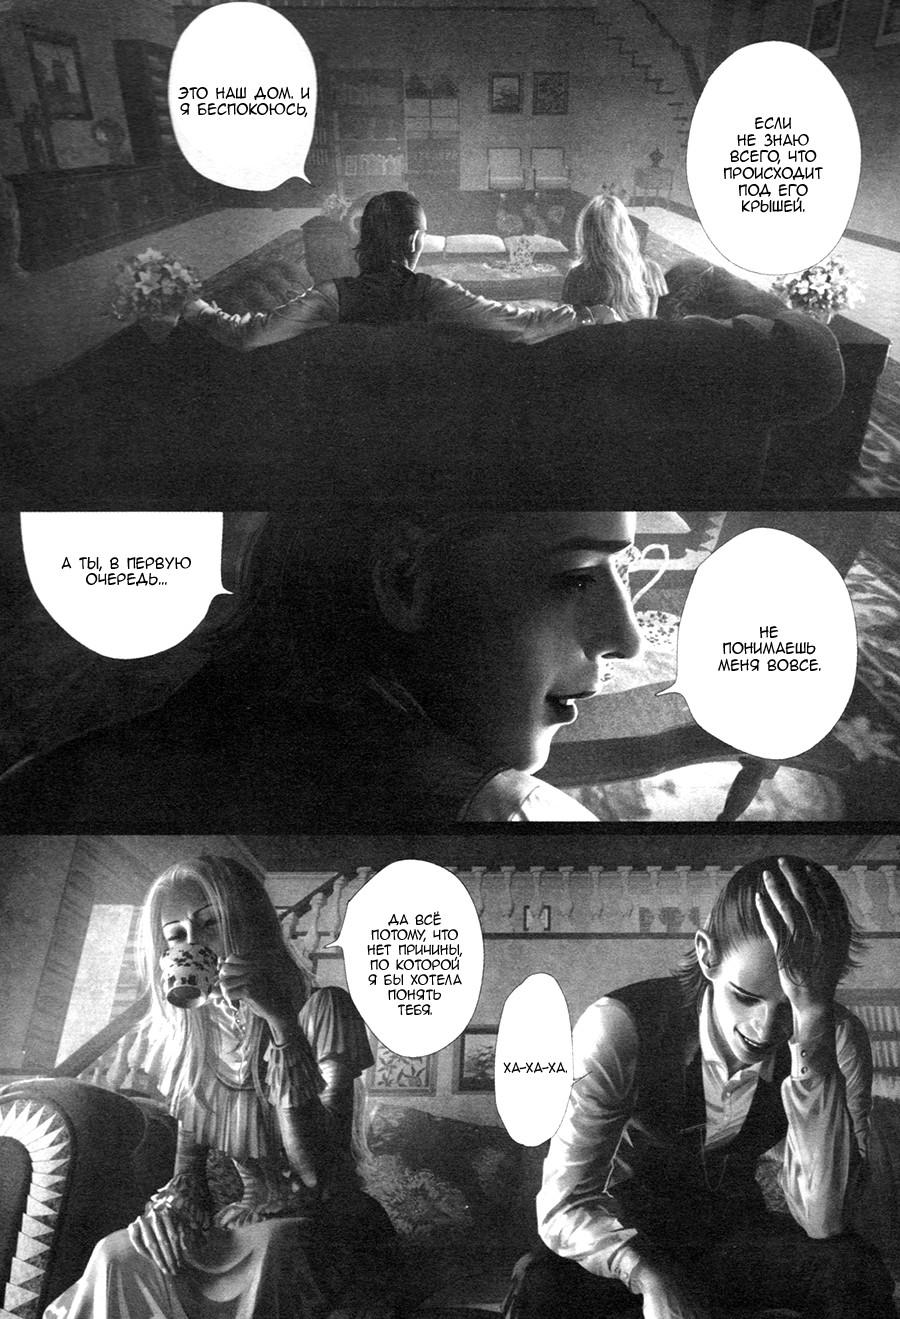 ЭТО НАШ ДОМ. И
Я БЕСПОКОЮСЬ,
ЕСЛИ
НЕ ЗНАЮ
ВСЕГО, ЧТО
ПРОИСХОДИТ
ПОД ЕГО
КРЫШЕЙ.
А ТЫ, В ПЕРВУЮ
ОЧЕРЕДЬ...
НЕ
ПОНИМАЕШЬ
МЕНЯ ВОВСЕ.
ДА ВСЁ
ПОТОМУ, ЧТО
НЕТ ПРИЧИНЫ,
ПО КОТОРОЙ
Я БЫ ХОТЕЛА
ПОНЯТЬ
ТЕБЯ.
ХА-ХА-ХА.